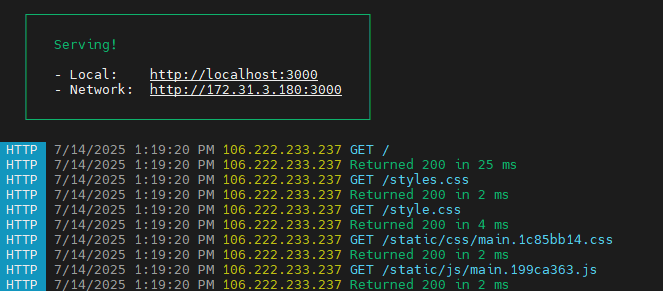 Serving!
- Local: http://localhost:3000
- Network: http://172.31.3.180:3000
HTTP 7/14/2025 1:19:20 PM 106.222.233.237 GET /
HTTP 7/14/2025 1:19:20 PM 106.222.233.237 Returned 200 in 25 ms
HTTP 7/14/2025 1:19:20 PM 106.222.233.237 GET /styles.css
HTTP 7/14/2025 1:19:20 PM 106.222.233.237 Returned 200 in 2 ms
HTTP 7/14/2025 1:19:20 PM 106.222.233.237 GET /style.css
HTTP 7/14/2025 1:19:20 PM 106.222.233.237 Returned 200 in 4 ms
HTTP 7/14/2025 1:19:20 PM 106.222.233.237 GET /static/css/main.1c85bb14.css
HTTP 7/14/2025 1:19:20 PM 106.222.233.237 Returned 200 in 2 ms
HTTP 7/14/2025 1:19:20 PM 106.222.233.237 GET /static/js/main.199ca363.js
HTTP 7/14/2025 1:19:20 PM 106.222.233.237 Returned 200 in 2 ms